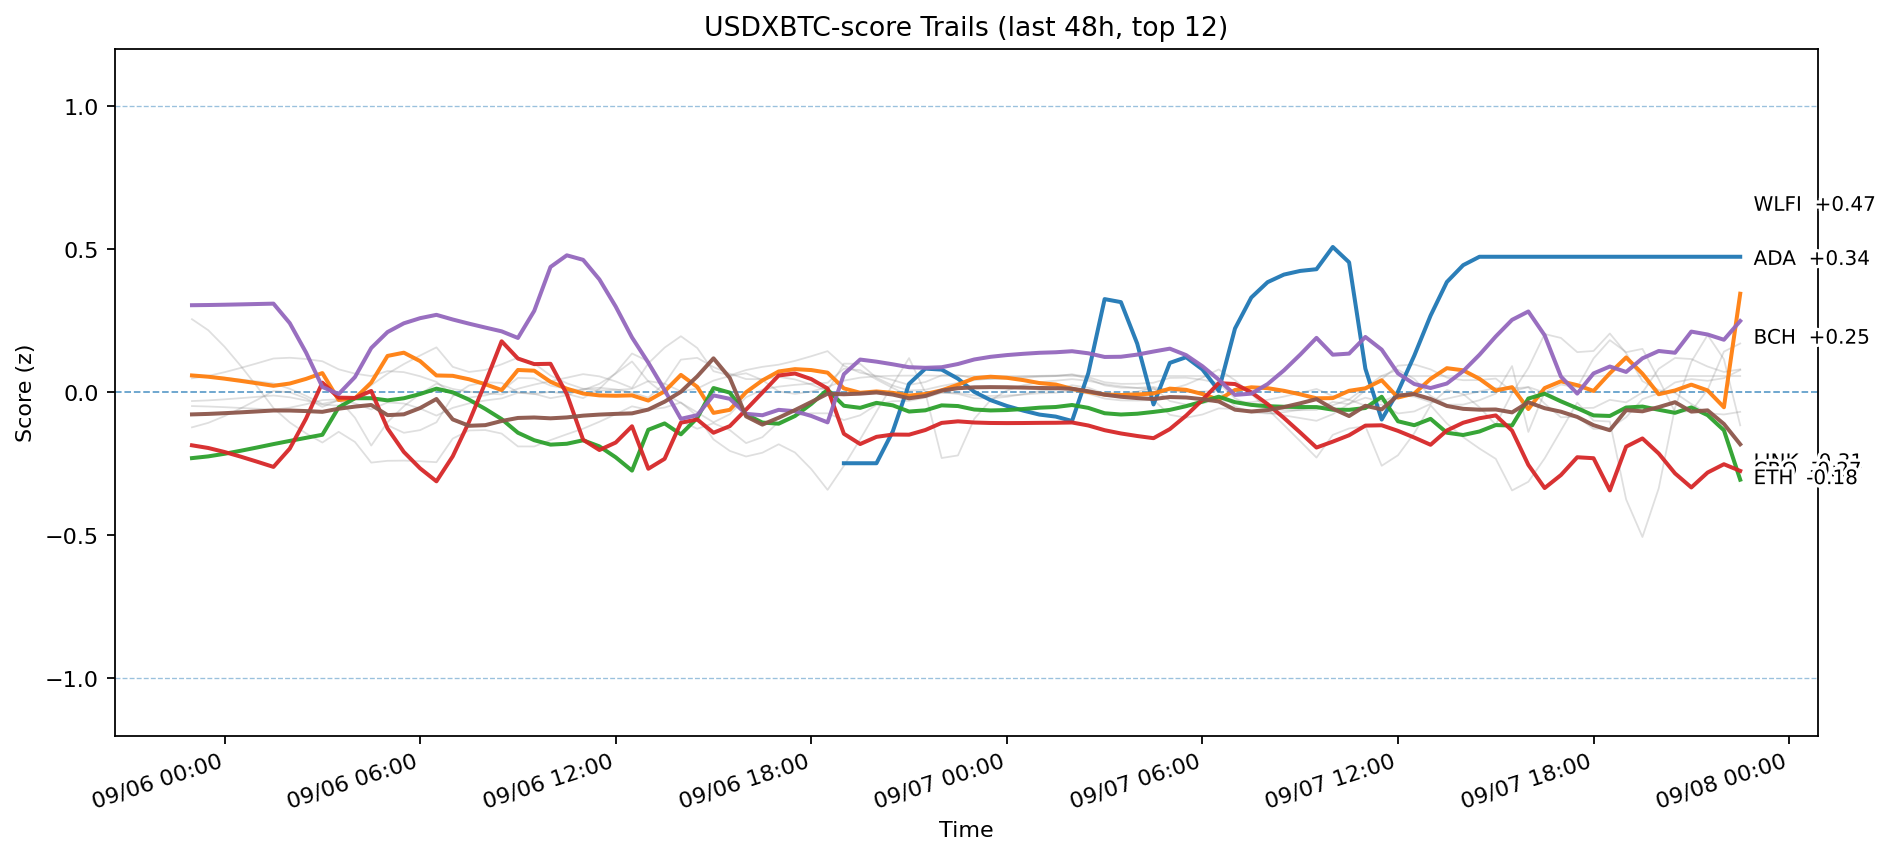 USDXBTC-score Trails (last 48h, top 12)
1.0
0.5
0.0
−0.5
−1.0
Score (z)
WLFI +0.47
ADA +0.34
BCH +0.25
LINK -0.31
ETH -0.18
09/06 00:00
09/06 06:00
09/06 12:00
09/06 18:00
09/07 00:00
09/07 06:00
09/07 12:00
09/07 18:00
09/08 00:00
Time